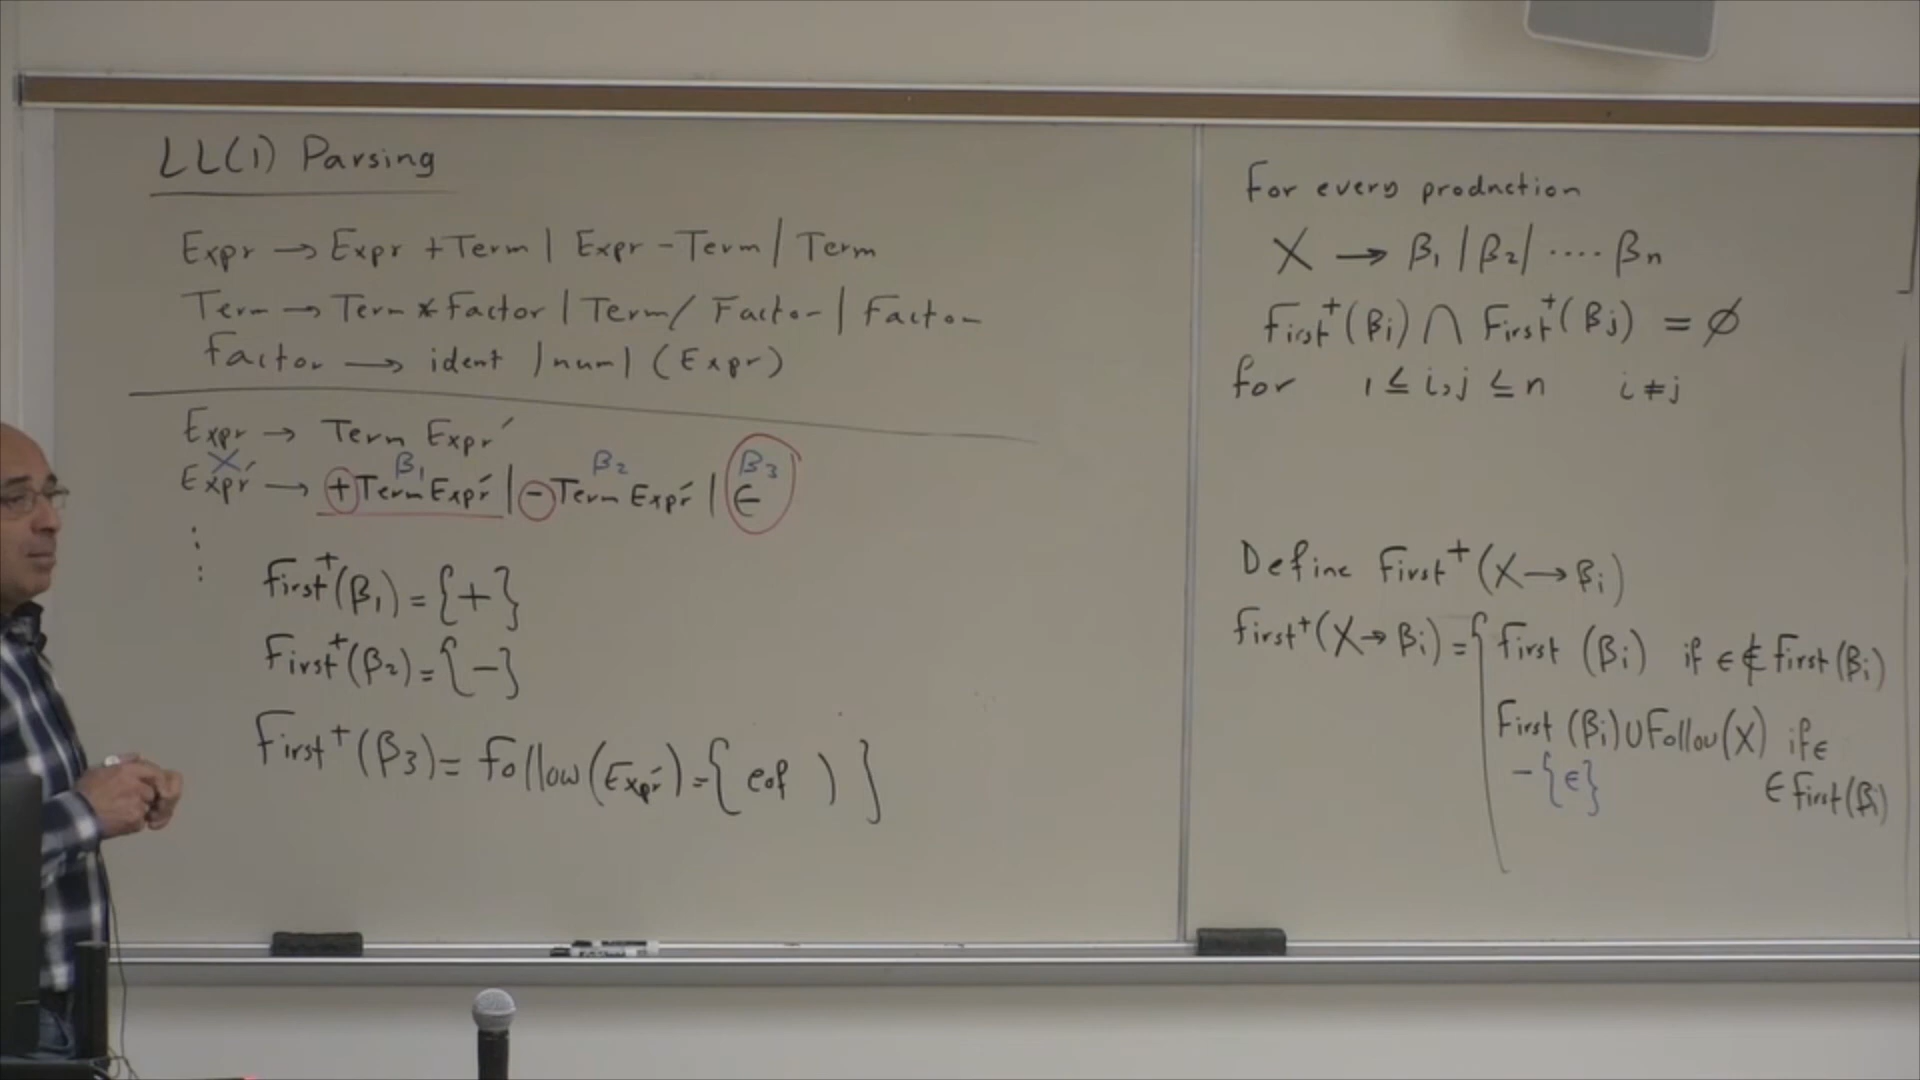 LL(1) Parsing
Expr → Expr + Term | Expr - Term | Term
Term → Term * Factor | Term / Factor | Factor
Factor → ident | num | (Expr)
Expr → Term Expr′
X β₁ β₂ β₃
Expr′ → + Term Expr′ | - Term Expr′ | ϵ
First⁺(β₁) = {+}
First⁺(β₂) = {-}
First⁺(β₃) = Follow(Expr′) = { eof ) }
For every production
X → β₁ | β₂ | .... βn
First⁺(βi) ∩ First⁺(βj) = ∅
for 1 ≤ i,j ≤ n i ≠ j
Define First⁺(X → βi)
First⁺(X → βi) = { First (βi) if ϵ ∉ First(βi)
First (βi) ∪ Follow(X) if ϵ
- {ϵ} ∈ First(βi)